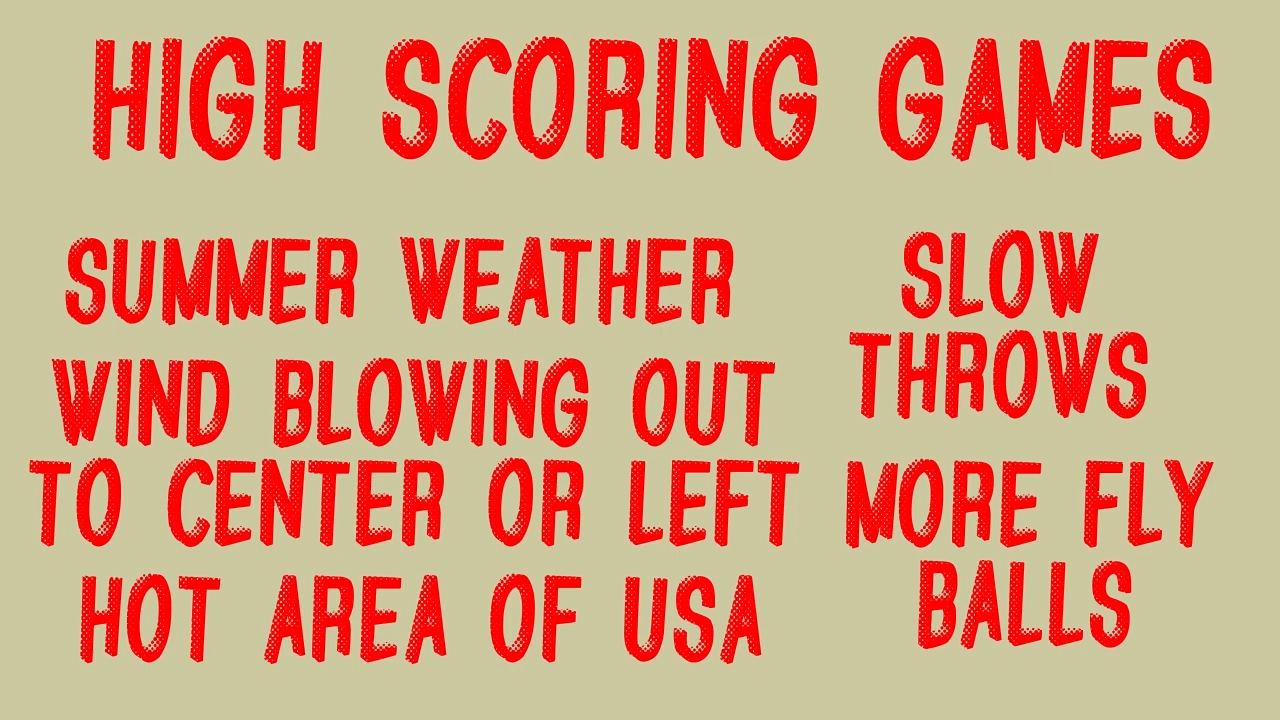 HIGH SCORING GAMES
SUMMER WEATHER
WIND BLOWING OUT
TO CENTER OR LEFT
HOT AREA OF USA
SLOW
THROWS
MORE FLY
BALLS